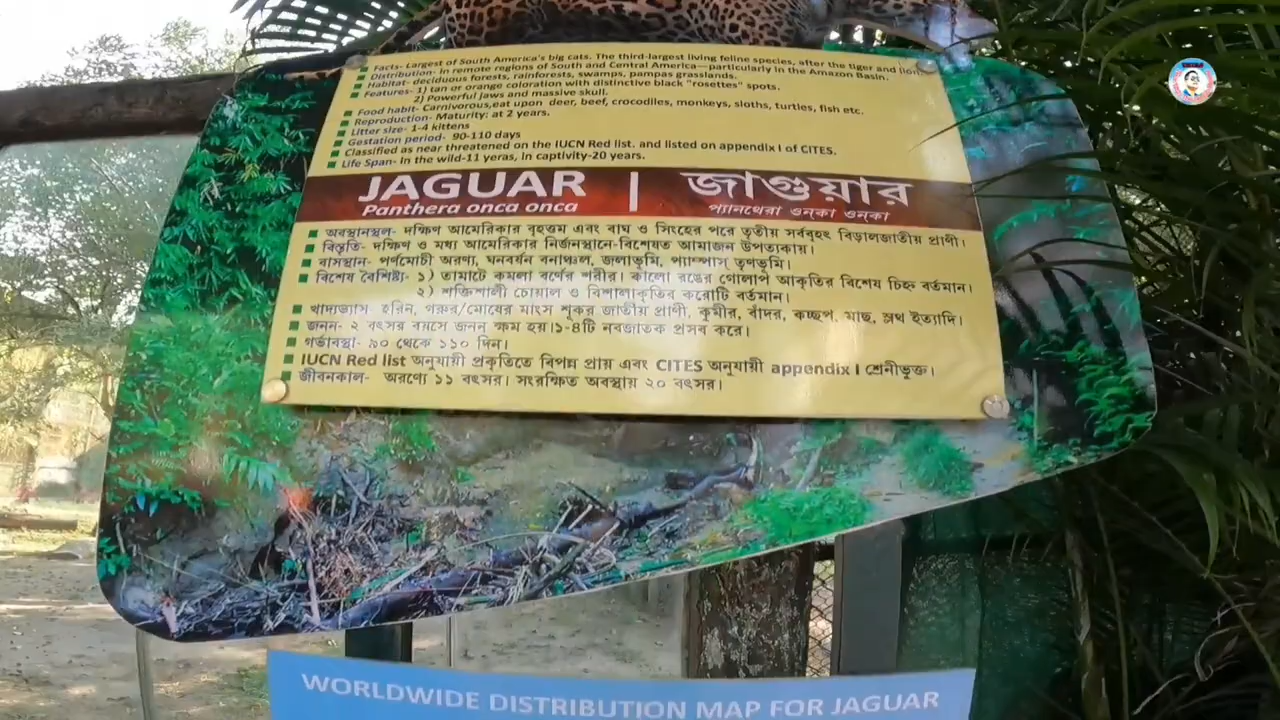 Facts- Largest of South America's big cats. The third-largest living feline species, after the tiger and lion.
Distribution- In remote regions of South and Central America—particularly in the Amazon Basin.
Habitat- deciduous forests, rainforests, swamps, pampas grasslands.
Features- 1) tan or orange coloration with distinctive black "rosettes" spots.
2) Powerful jaws and massive skull.
Food habit- Carnivorous,eat upon deer, beef, crocodiles, monkeys, sloths, turtles, fish etc.
Reproduction- Maturity: at 2 years.
Litter size- 1-4 kittens
Gestation period- 90-110 days
Classified as near threatened on the IUCN Red list. and listed on appendix I of CITES.
Life Span- In the wild-11 yeras, in captivity-20 years.
JAGUAR | জাগুয়ার
Panthera onca onca প্যানথেরা ওন্কা ওন্কা
অবস্থানস্থল- দক্ষিণ আমেরিকার বৃহত্তম এবং বাঘ ও সিংহের পরে তৃতীয় সর্ববৃহৎ বিড়ালজাতীয় প্রাণী।
বিস্তৃতি- দক্ষিণ ও মধ্য আমেরিকার নির্জনস্থানে-বিশেষত আমাজন উপত্যকায়।
বাসস্থান- পর্ণমোচী অরণ্য, ঘনবর্ষন বনাঞ্চল, জলাভূমি, প্যাম্পাস্ তৃণভূমি।
বিশেষ বৈশিষ্ট্য- ১) তামাটে কমলা বর্ণের শরীর। কালো রঙের গোলাপ আকৃতির বিশেষ চিহ্ন বর্তমান।
২) শক্তিশালী চোয়াল ও বিশালাকৃতির করোটি বর্তমান।
খাদ্যাভ্যাস- হরিন, গরুর/মোষের মাংস শূকর জাতীয় প্রাণী, কুমীর, বাঁদর, কচ্ছপ, মাছ, স্লথ ইত্যাদি।
জনন- ২ বৎসর বয়সে জনন ক্ষম হয়।১-৪টি নবজাতক প্রসব করে।
গর্ভাবস্থা- ৯০ থেকে ১১০ দিন।
IUCN Red list অনুযায়ী প্রকৃতিতে বিপন্ন প্রায় এবং CITES অনুযায়ী appendix I শ্রেনীভুক্ত।
জীবনকাল- অরণ্যে ১১ বৎসর। সংরক্ষিত অবস্থায় ২০ বৎসর।
WORLDWIDE DISTRIBUTION MAP FOR JAGUAR